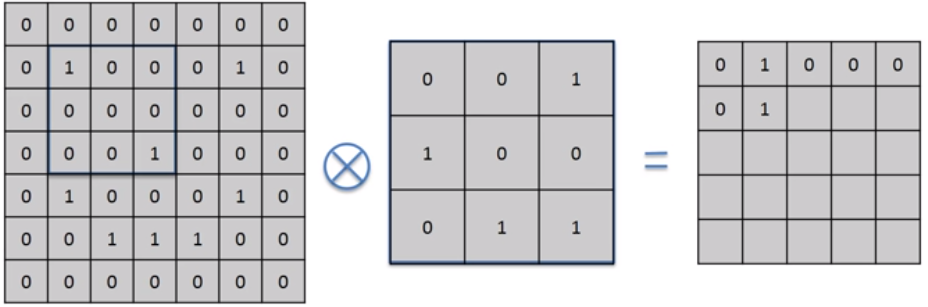 0 0 0 0 0 0 0
0 1 0 0 0 1 0
0 0 0 0 0 0 0
0 0 0 1 0 0 0
0 1 0 0 0 1 0
0 0 1 1 1 0 0
0 0 0 0 0 0 0
⊗
0 0 1
1 0 0
0 1 1
=
0 1 0 0 0
0 1